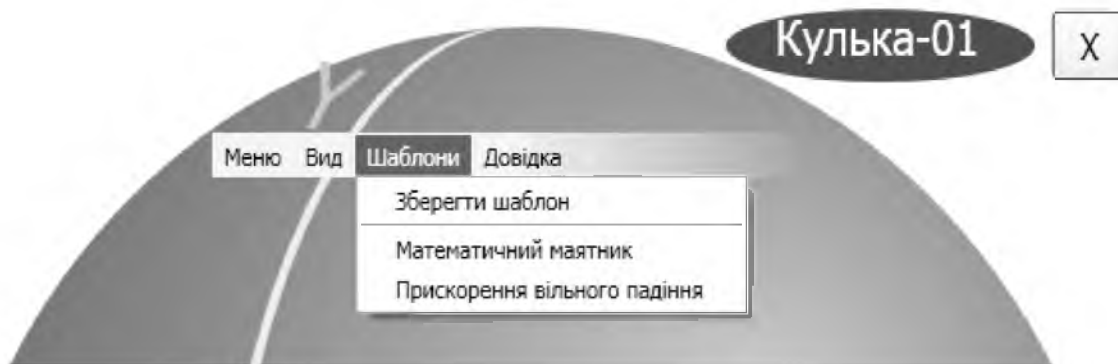 Кулька-01
X
Меню Вид Шаблони Довідка
Зберегти шаблон
Математичний маятник
Прискорення вільного падіння